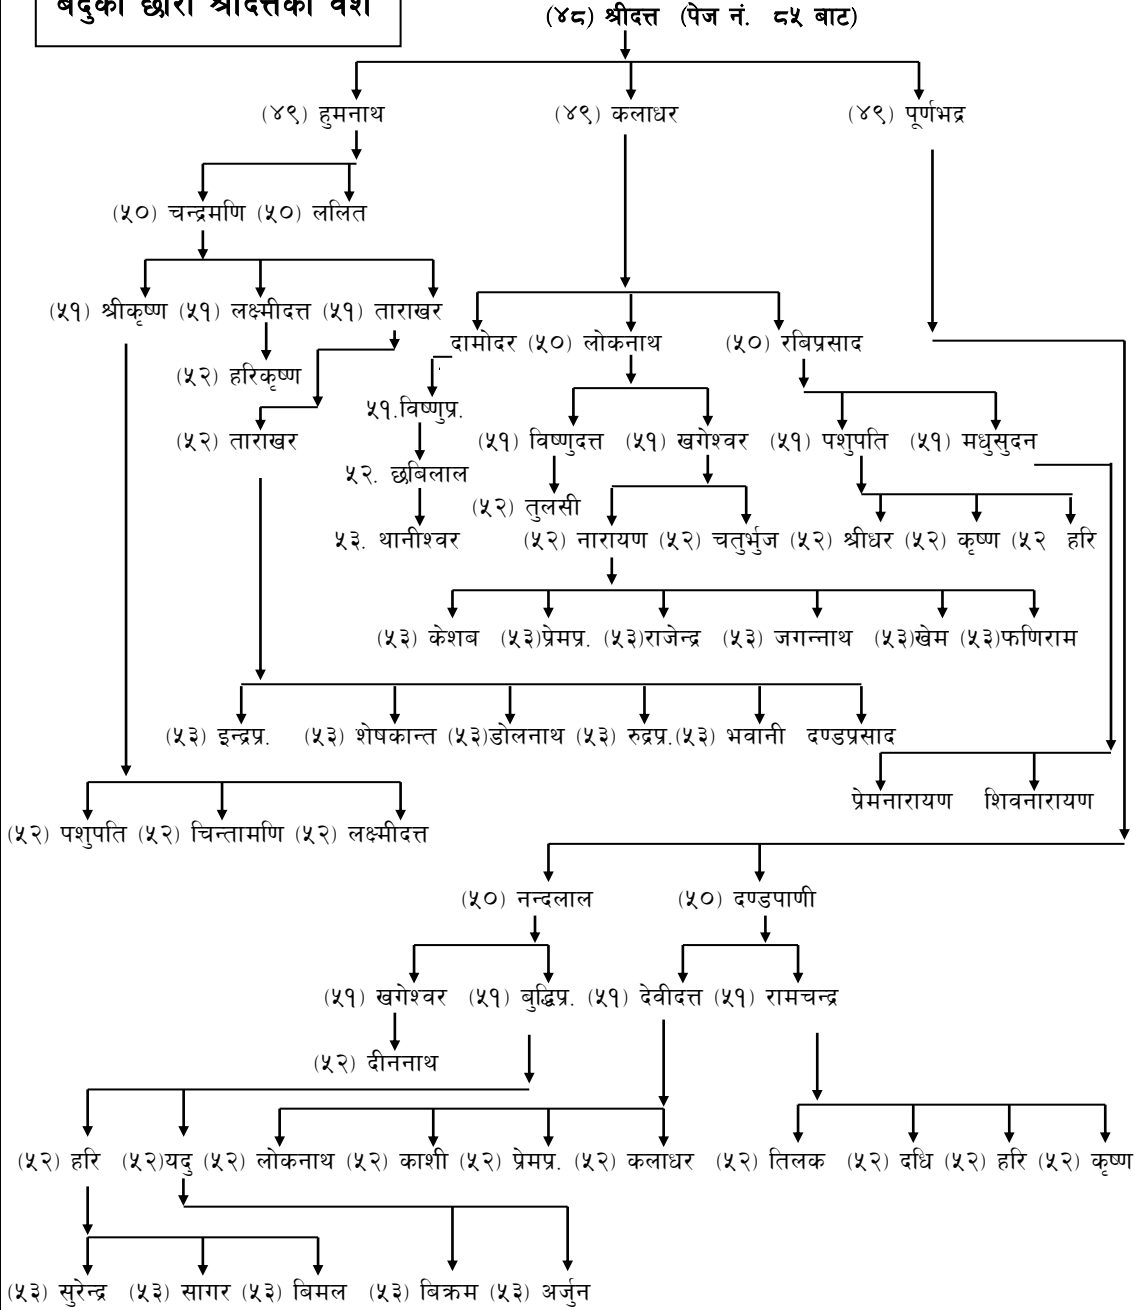 बदुका छोरा श्रीदत्तको वंश
(४८) श्रीदत्त (पेज नं. ८५ बाट)
(४९) हुमनाथ (४९) कलाधर (४९) पूर्णभद्र
(५०) चन्द्रमणि (५०) ललित
(५१) श्रीकृष्ण (५१) लक्ष्मीदत्त (५१) ताराखर
दामोदर (५०) लोकनाथ (५०) रबिप्रसाद
(५२) हरिकृष्ण
५१.विष्णुप्र.
(५२) ताराखर (५१) विष्णुदत्त (५१) खगेश्वर (५१) पशुपति (५१) मधुसुदन
५२. छबिलाल
(५२) तुलसी
५३. थानीश्वर (५२) नारायण (५२) चतुर्भुज (५२) श्रीधर (५२) कृष्ण (५२ हरि
(५३) केशब (५३)प्रेमप्र. (५३)राजेन्द्र (५३) जगन्नाथ (५३)खेम (५३)फणिराम
(५३) इन्द्रप्र. (५३) शेषकान्त (५३)डोलनाथ (५३) रुद्रप्र.(५३) भवानी दण्डप्रसाद
प्रेमनारायण शिवनारायण
(५२) पशुपति (५२) चिन्तामणि (५२) लक्ष्मीदत्त
(५०) नन्दलाल (५०) दण्डपाणी
(५१) खगेश्वर (५१) बुद्धिप्र. (५१) देवीदत्त (५१) रामचन्द्र
(५२) दीननाथ
(५२) हरि (५२)यदु (५२) लोकनाथ (५२) काशी (५२) प्रेमप्र. (५२) कलाधर (५२) तिलक (५२) दधि (५२) हरि (५२) कृष्ण
(५३) सुरेन्द्र (५३) सागर (५३) बिमल (५३) बिक्रम (५३) अर्जुन